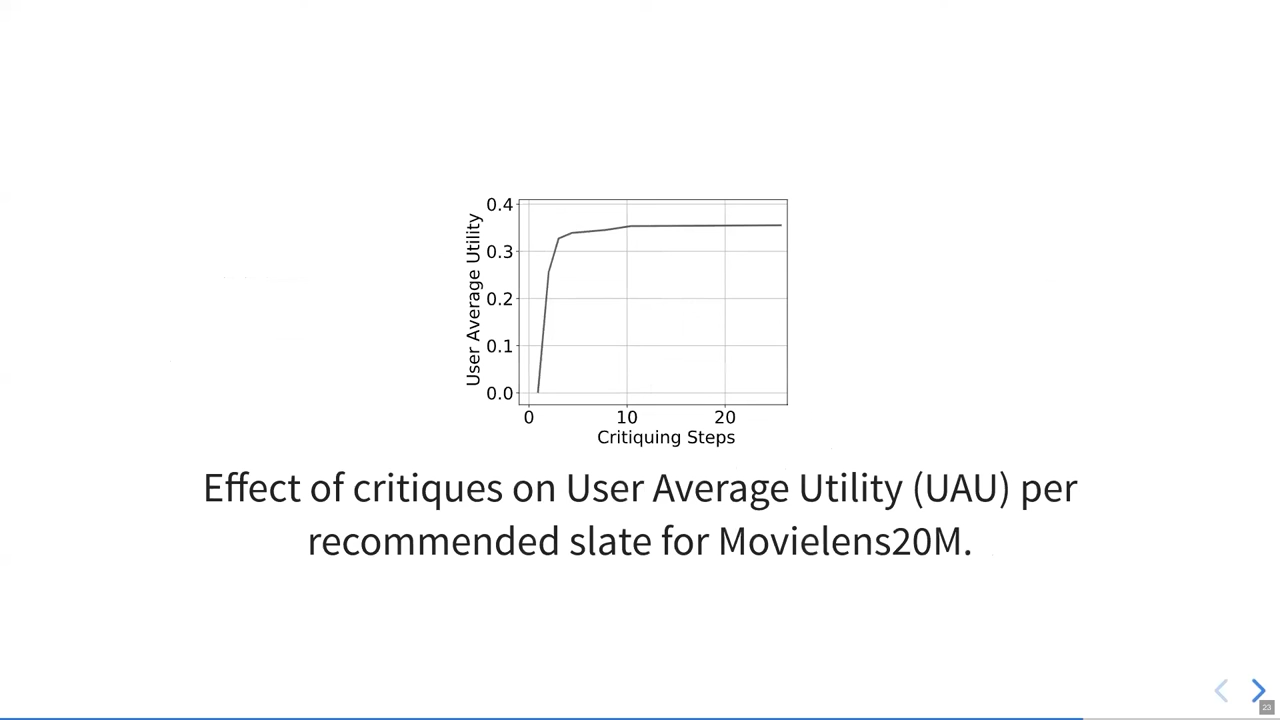 0.4
0.3
0.2
0.1
0.0
User Average Utility
0 10 20
Critiquing Steps
Effect of critiques on User Average Utility (UAU) per
recommended slate for Movielens20M.
23